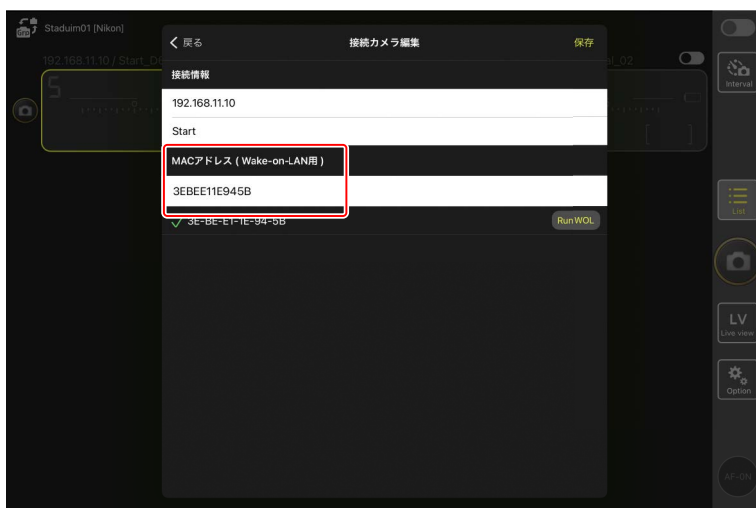 Staduim01 [Nikon]
192.168.11.10 / Start_D6
al_02
S
戻る
接続カメラ編集
保存
接続情報
192.168.11.10
Start
MACアドレス ( Wake-on-LAN用 )
3EBEE11E945B
3E-BE-E1-1E-94-5B
Run WOL
Interval
List
LV
Live view
Option
AF-ON